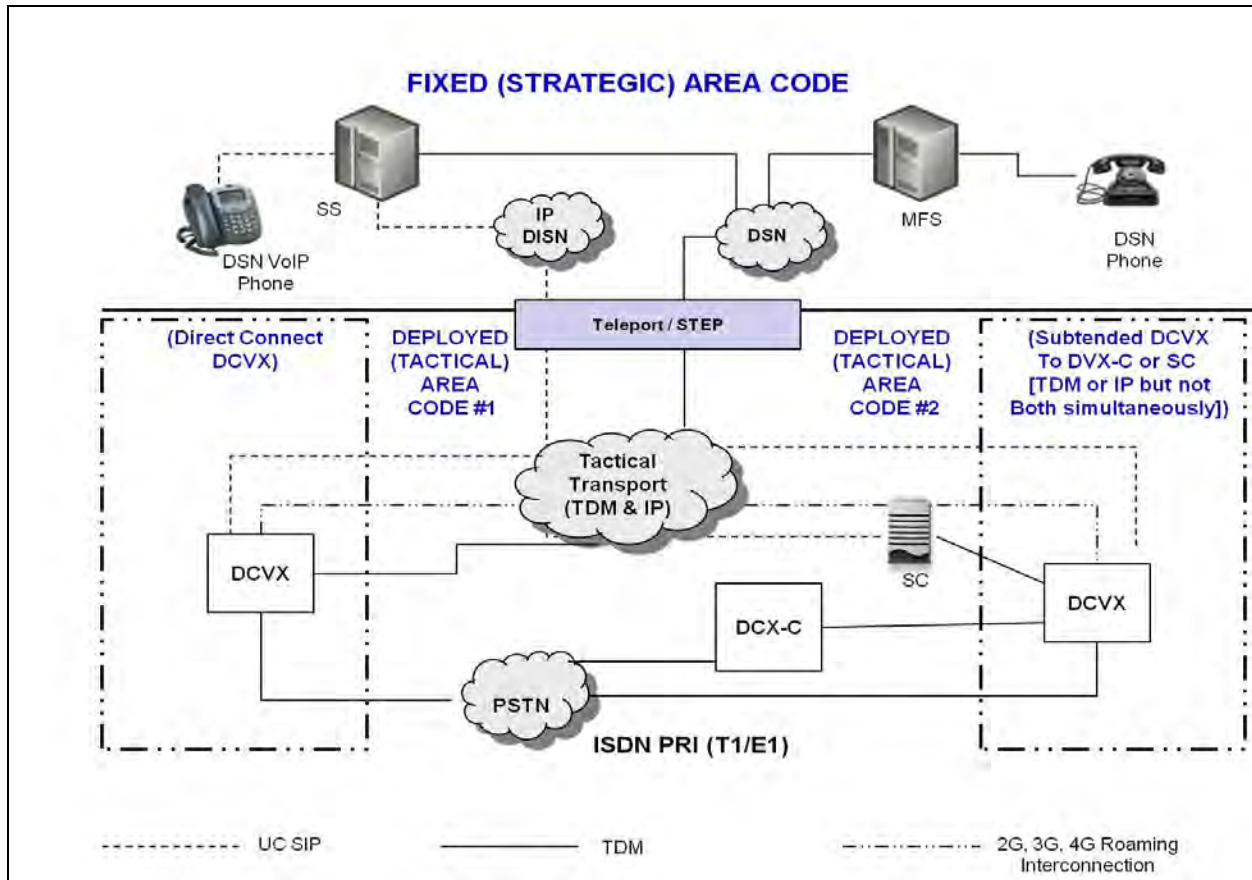 FIXED (STRATEGIC) AREA CODE
SS
IP
DISN
DSN
MFS
DSN VoIP
Phone
DSN
Phone
Teleport / STEP
(Direct Connect
DCVX)
DEPLOYED
(TACTICAL)
AREA
CODE #1
DEPLOYED
(TACTICAL)
AREA
CODE #2
(Subtended DCVX
To DVX-C or SC
[TDM or IP but not
Both simultaneously])
Tactical
Transport
(TDM & IP)
DCVX
SC
DCX-C
DCVX
PSTN
ISDN PRI (T1/E1)
UC SIP
TDM
2G, 3G, 4G Roaming
Interconnection